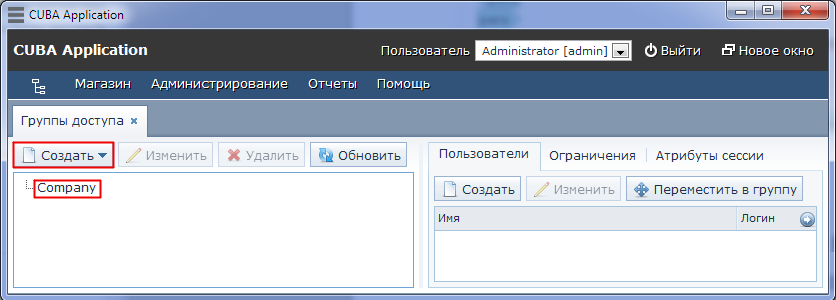 CUBA Application
CUBA Application Пользователь Administrator [admin] Выйти Новое окно
Магазин Администрирование Отчеты Помощь
Группы доступа ×
Создать Изменить Удалить Обновить
Company
Пользователи Ограничения Атрибуты сессии
Создать Изменить Переместить в группу
Имя Логин